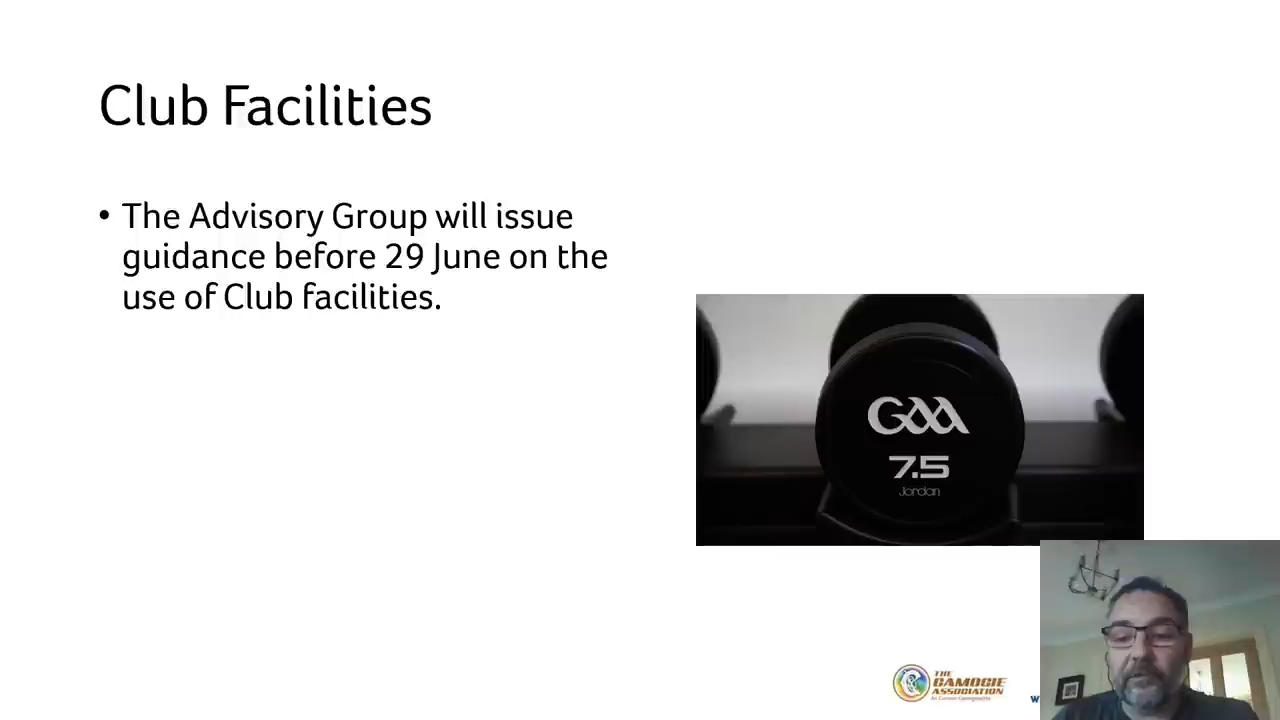 Club Facilities
• The Advisory Group will issue
guidance before 29 June on the
use of Club facilities.
GAA
7.5
Jordan
THE
CAMOGIE
ASSOCIATION